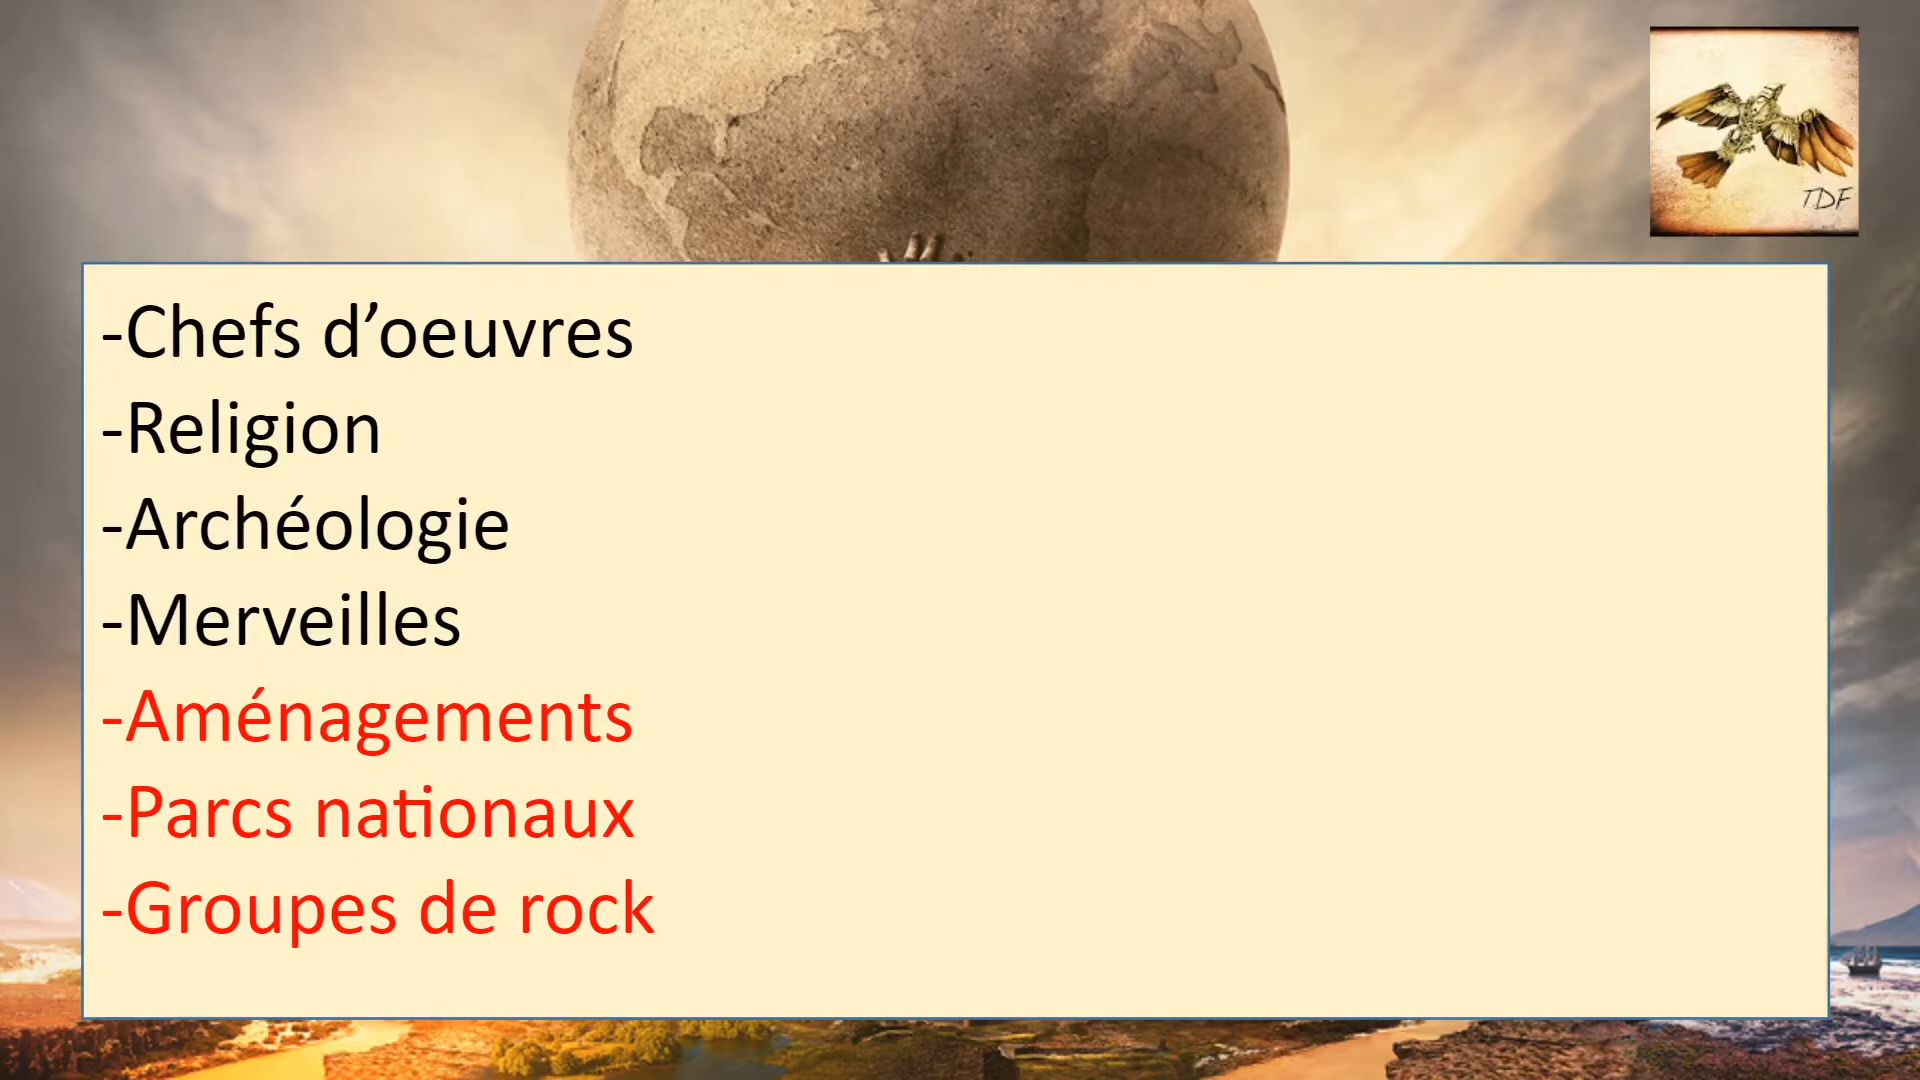 TDF
-Chefs d’oeuvres
-Religion
-Archéologie
-Merveilles
-Aménagements
-Parcs nationaux
-Groupes de rock